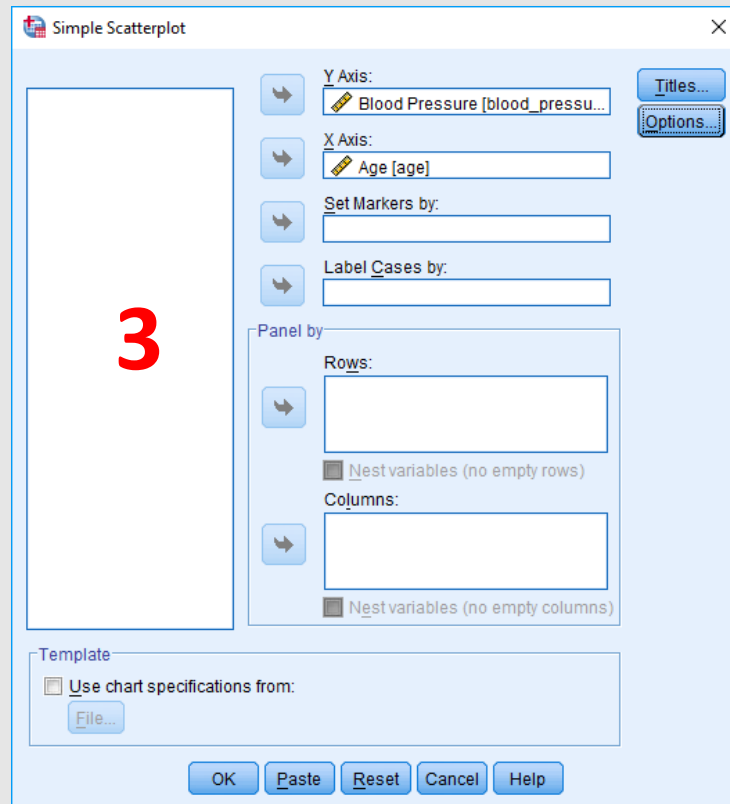 Simple Scatterplot
Y Axis:
Blood Pressure [blood_pressu...
X Axis:
Age [age]
Set Markers by:
Label Cases by:
Titles...
Options...
3
Panel by
Rows:
Nest variables (no empty rows)
Columns:
Nest variables (no empty columns)
Template
Use chart specifications from:
File...
OK Paste Reset Cancel Help